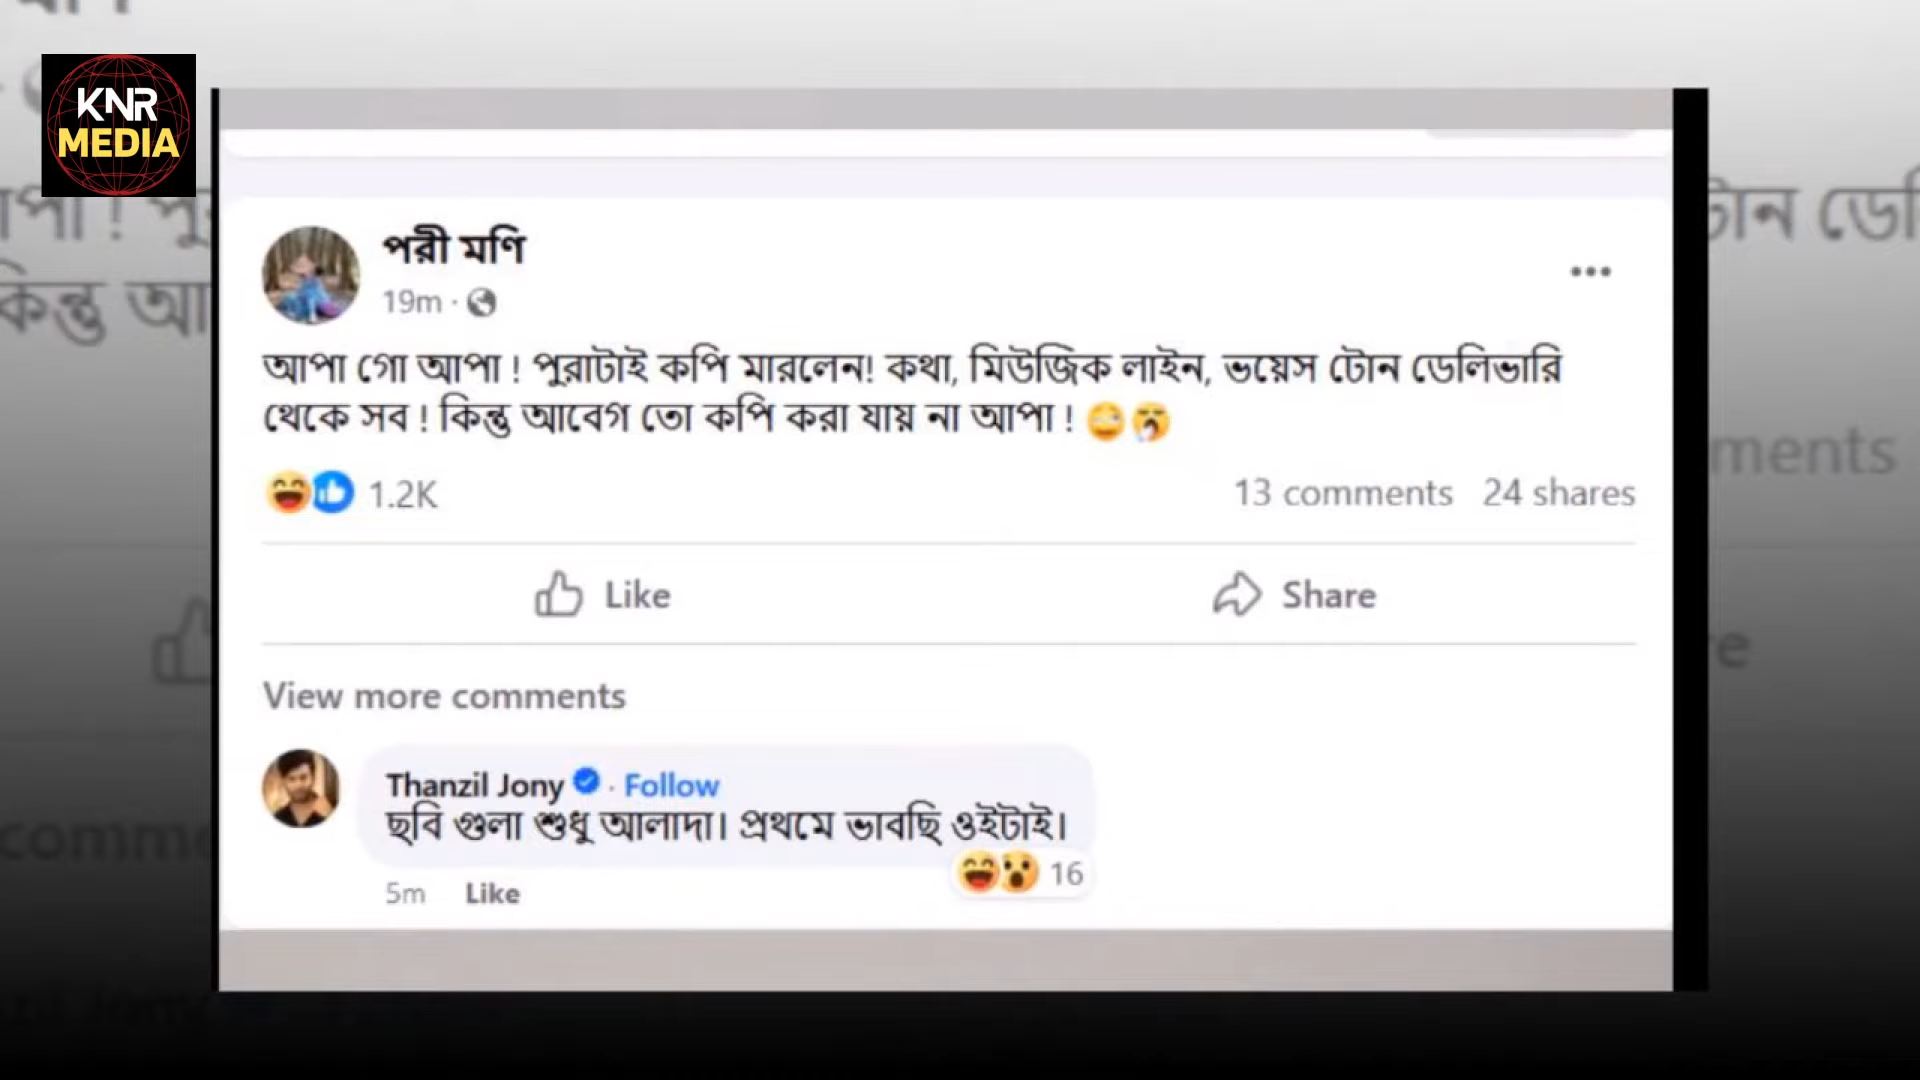 KNR
MEDIA
পরী মণি
19m ·
আপা গো আপা ! পুরাটাই কপি মারলেন! কথা, মিউজিক লাইন, ভয়েস টোন ডেলিভারি
থেকে সব ! কিন্তু আবেগ তো কপি করা যায় না আপা ! 🙄🥱
1.2K
13 comments 24 shares
Like
Share
View more comments
Thanzil Jony · Follow
ছবি গুলা শুধু আলাদা। প্রথমে ভাবছি ওইটাই।
16
5m Like